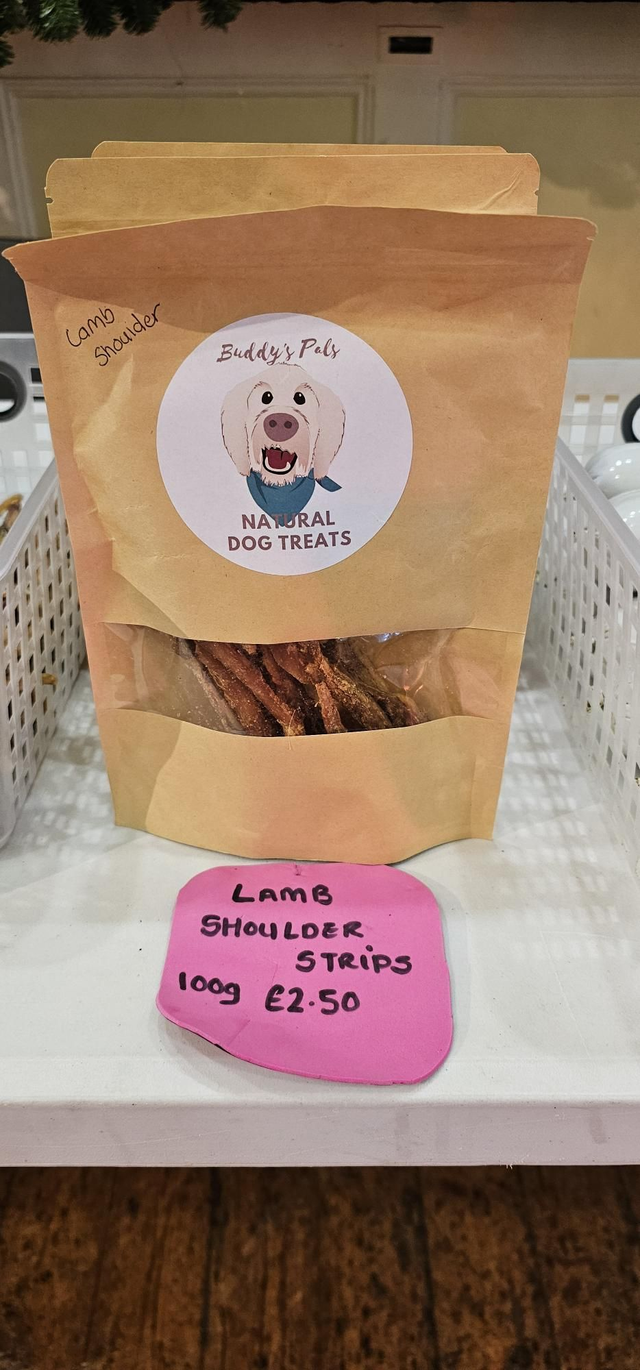 Lamb
Shoulder
Buddy's Pals
NATURAL
DOG TREATS
LAMB
SHOULDER
STRIPS
100g £2.50